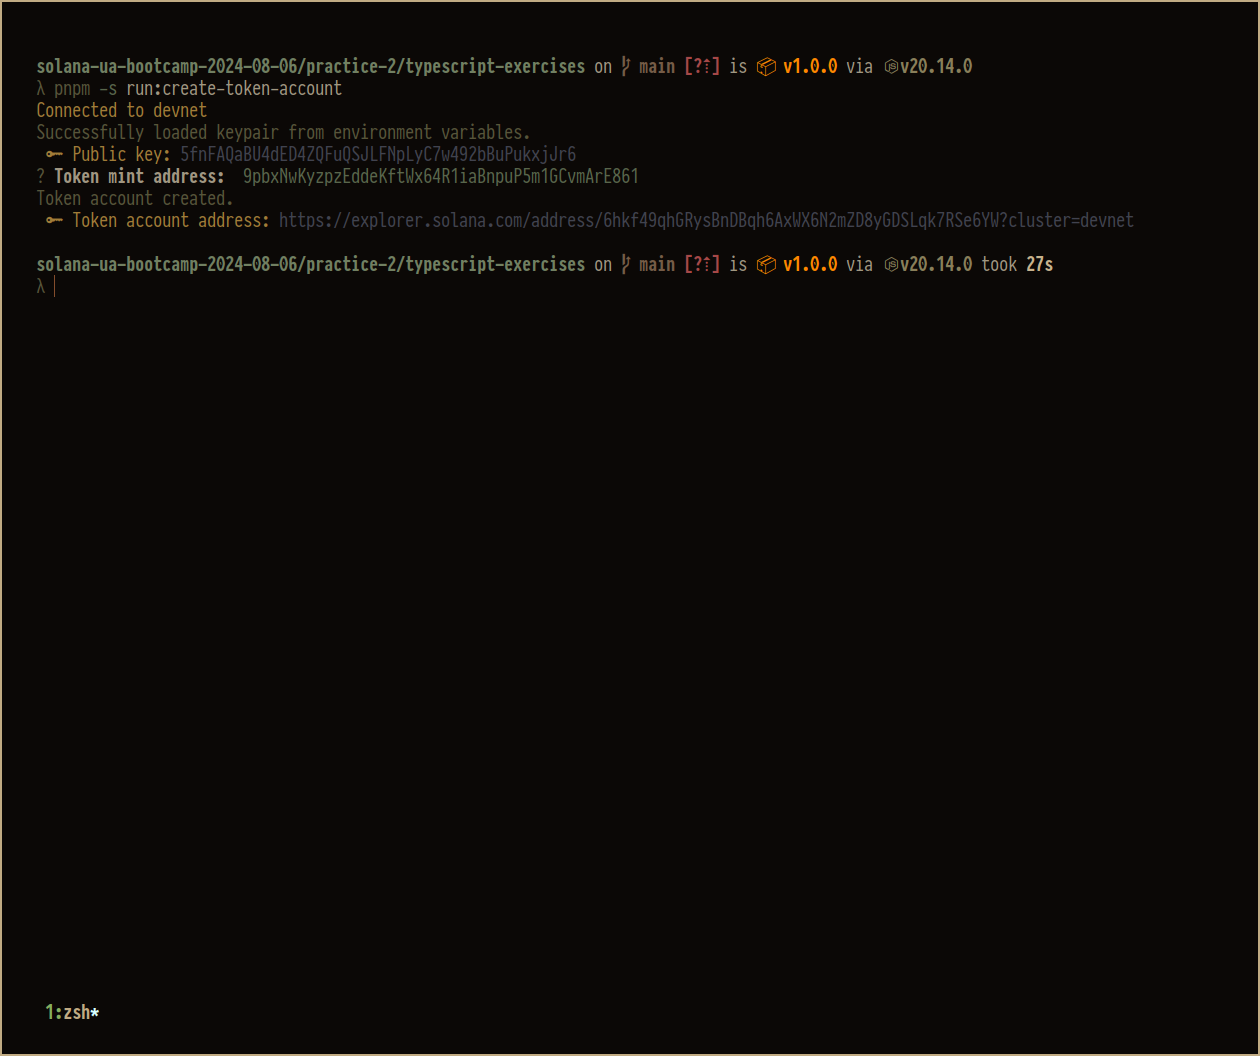 solana-ua-bootcamp-2024-08-06/practice-2/typescript-exercises on main [?⇡] is 📦 v1.0.0 via v20.14.0
λ pnpm -s run:create-token-account
Connected to devnet
Successfully loaded keypair from environment variables.
Public key: 5fnFAQaBU4dED4ZQFuQSJLFNpLyC7w492bBuPukxjJr6
? Token mint address:  9pbxNwKyzpzEddeKftWx64R1iaBnpuP5m1GCvmArE861
Token account created.
Token account address: https://explorer.solana.com/address/6hkf49qhGRysBnDBqh6AxWX6N2mZD8yGDSLqk7RSe6YW?cluster=devnet
solana-ua-bootcamp-2024-08-06/practice-2/typescript-exercises on main [?⇡] is 📦 v1.0.0 via v20.14.0 took 27s
λ
1:zsh*